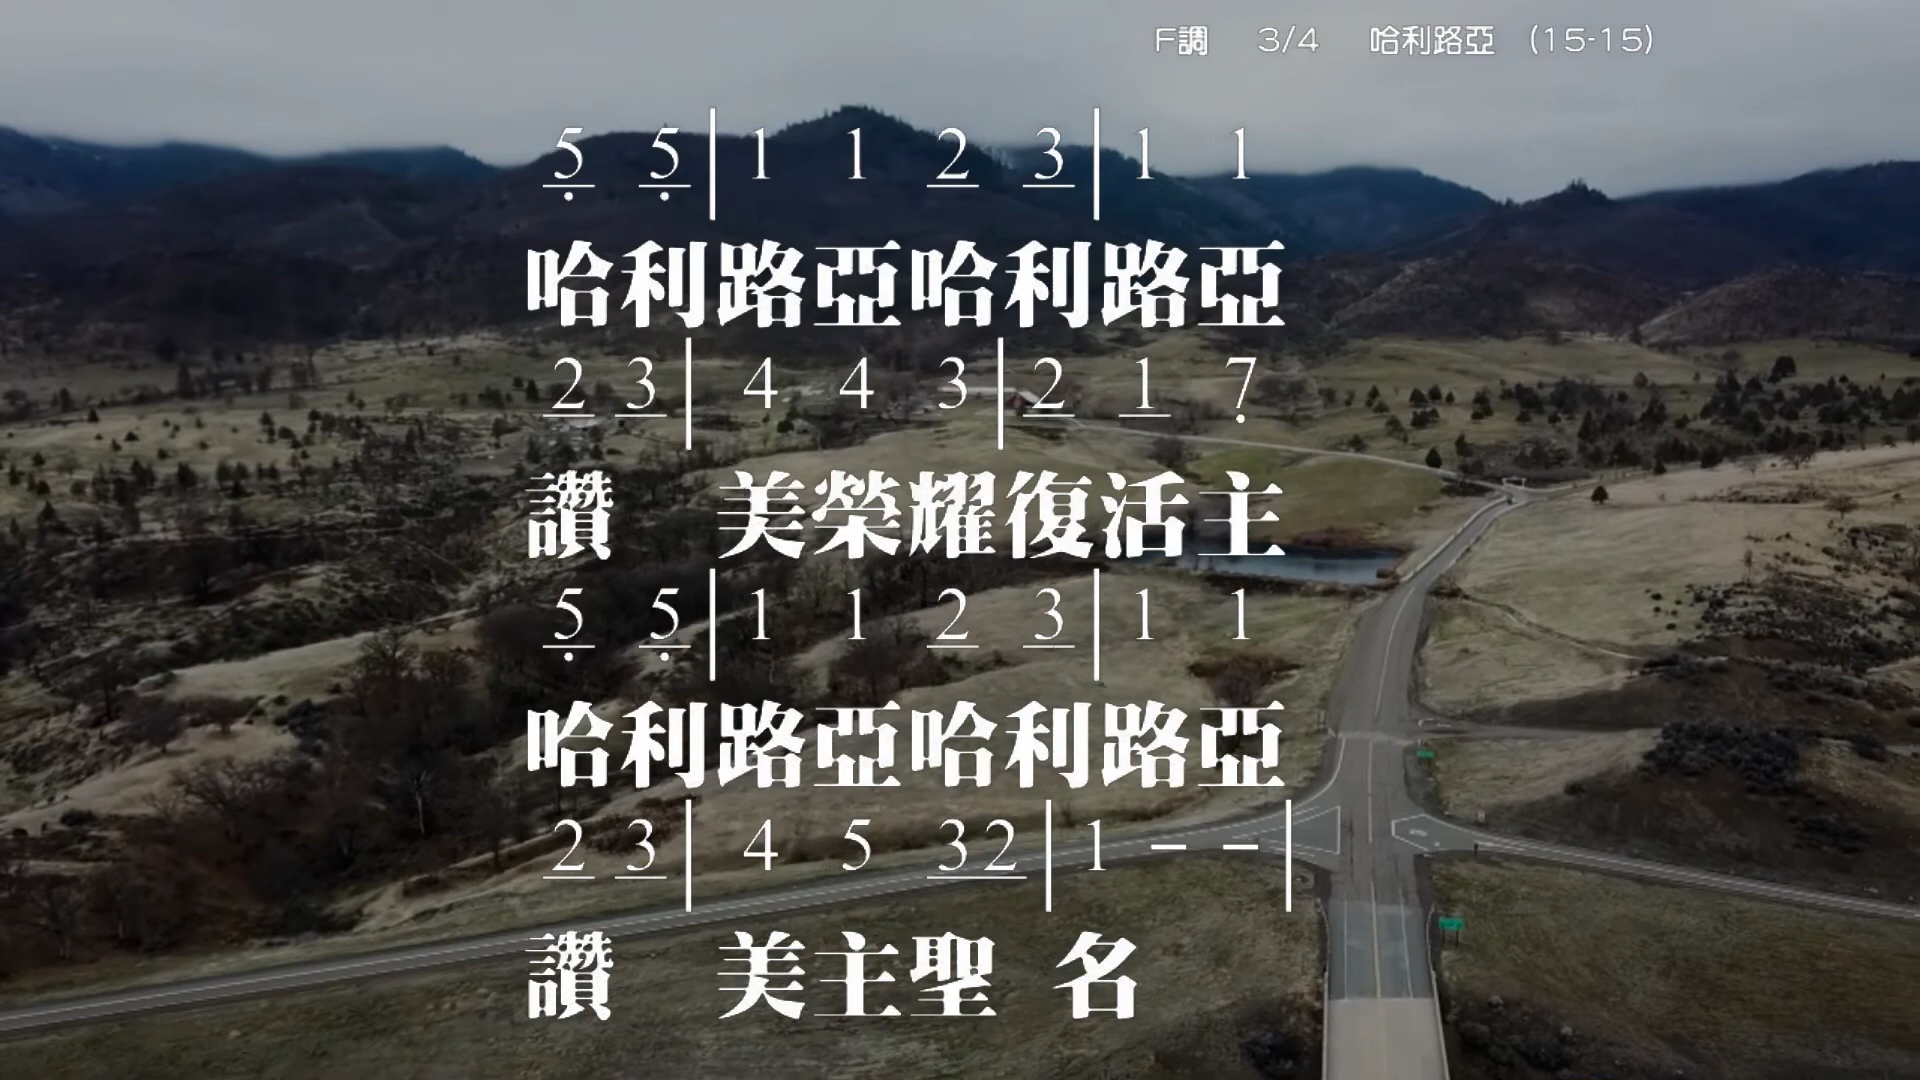 F調 3/4 哈利路亞 (15-15)
5̣ 5̣ | 1 1 2 3 | 1 1
哈利路亞哈利路亞
2 3 | 4 4 3 | 2 1 7̣
讚 美榮耀復活主
5̣ 5̣ | 1 1 2 3 | 1 1
哈利路亞哈利路亞
2 3 | 4 5 32 | 1 – – |
讚 美主聖 名